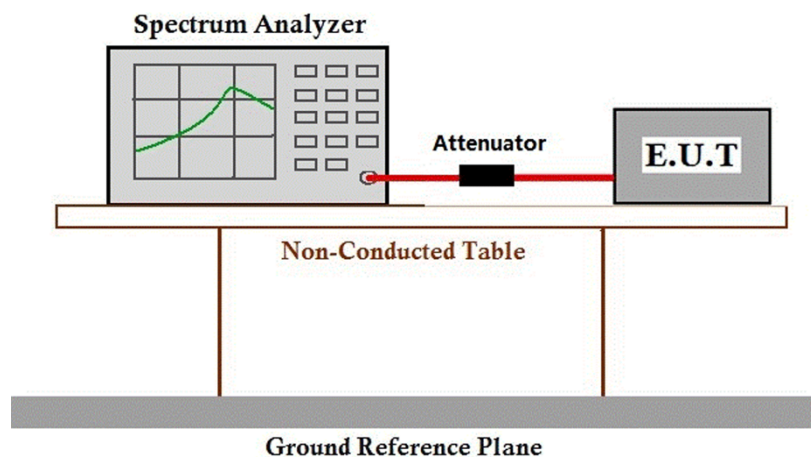 Spectrum Analyzer
Attenuator
E.U.T
Non-Conducted Table
Ground Reference Plane